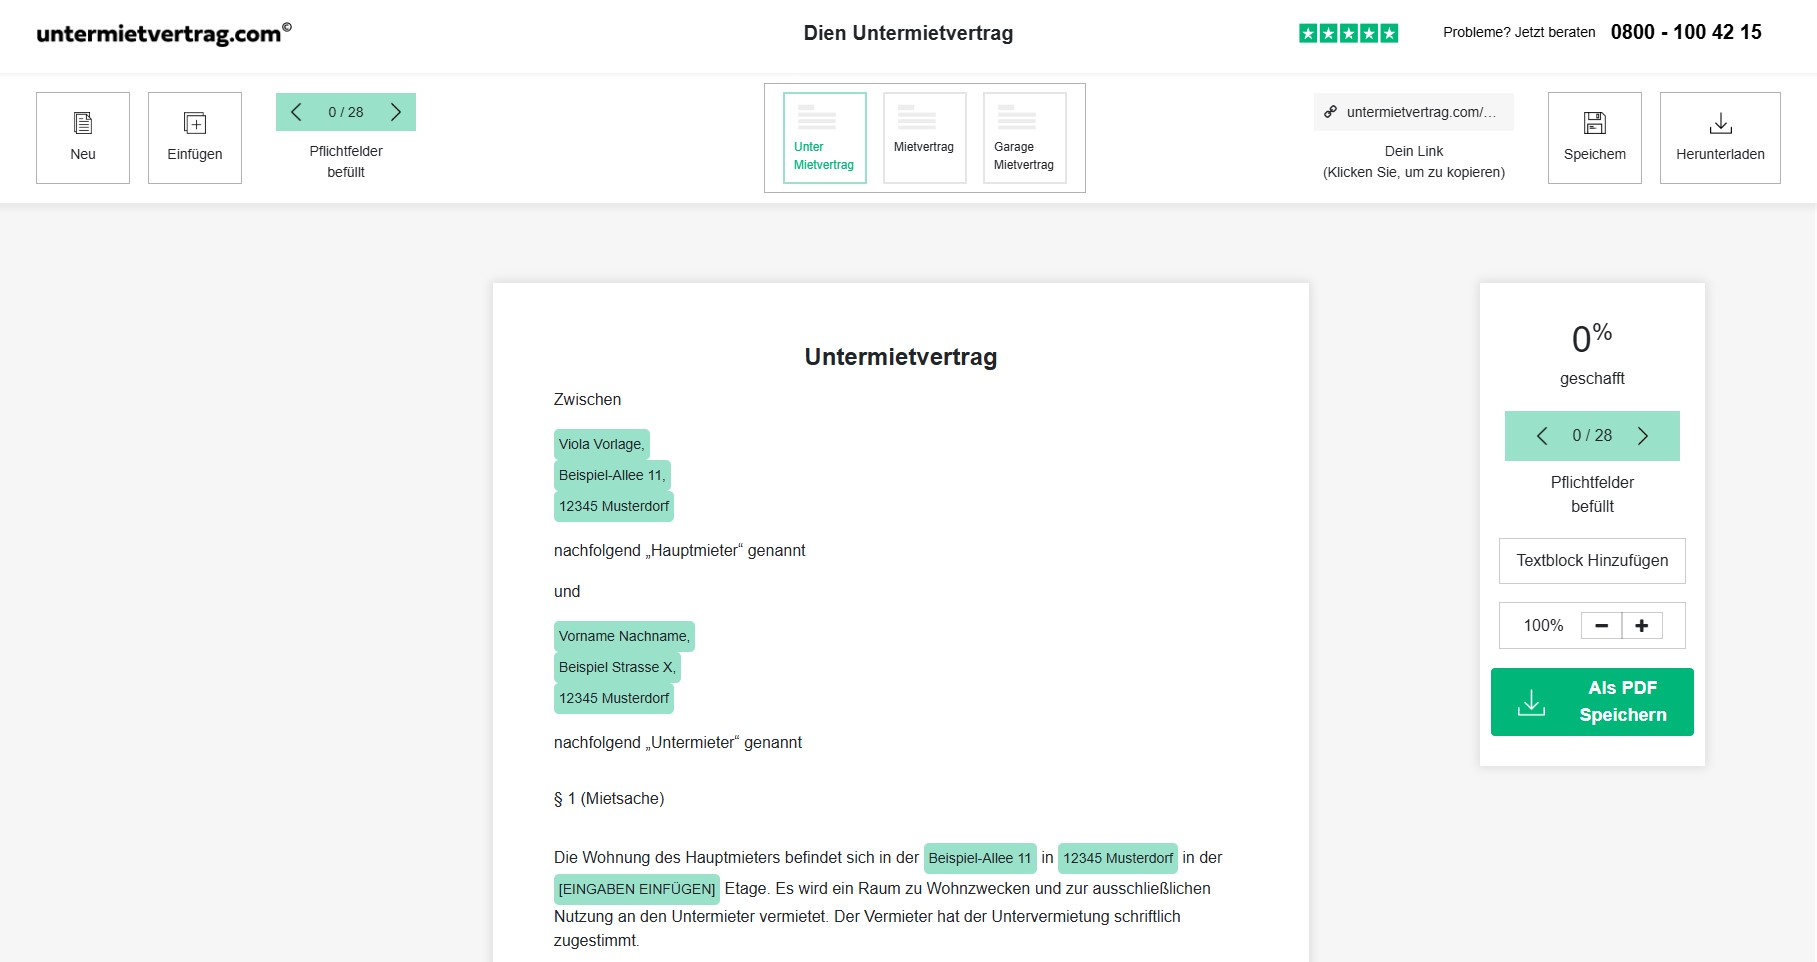 untermietvertrag.com©
Dien Untermietvertrag
Probleme? Jetzt beraten 0800 - 100 42 15
Neu
Einfügen
0 / 28
Pflichtfelder
befüllt
Unter
Mietvertrag
Mietvertrag
Garage
Mietvertrag
untermietvertrag.com/...
Dein Link
(Klicken Sie, um zu kopieren)
Speichem
Herunterladen
Untermietvertrag
Zwischen
Viola Vorlage,
Beispiel-Allee 11,
12345 Musterdorf
nachfolgend „Hauptmieter“ genannt
und
Vorname Nachname,
Beispiel Strasse X,
12345 Musterdorf
nachfolgend „Untermieter“ genannt
§ 1 (Mietsache)
Die Wohnung des Hauptmieters befindet sich in der Beispiel-Allee 11 in 12345 Musterdorf in der
[EINGABEN EINFÜGEN] Etage. Es wird ein Raum zu Wohnzwecken und zur ausschließlichen
Nutzung an den Untermieter vermietet. Der Vermieter hat der Untervermietung schriftlich
zugestimmt.
0%
geschafft
0 / 28
Pflichtfelder
befüllt
Textblock Hinzufügen
100%
Als PDF
Speichern